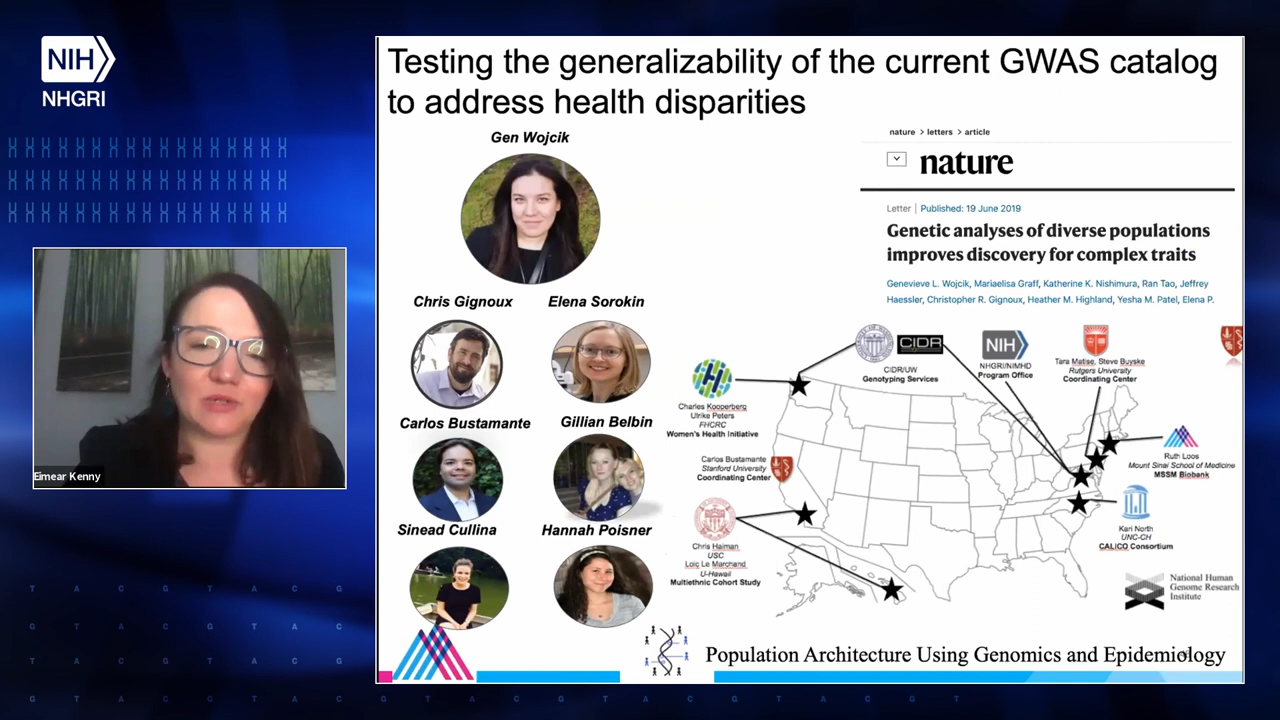 NIH
NHGRI
Testing the generalizability of the current GWAS catalog
to address health disparities
Gen Wojcik
Chris Gignoux
Elena Sorokin
Carlos Bustamante
Gillian Belbin
Sinead Cullina
Hannah Poisner
nature > letters > article
nature
Letter | Published: 19 June 2019
Genetic analyses of diverse populations
improves discovery for complex traits
Genevieve L. Wojcik, Mariaelisa Graff, Katherine K. Nishimura, Ran Tao, Jeffrey
Haessler, Christopher R. Gignoux, Heather M. Highland, Yesha M. Patel, Elena P.
CIDR
CIDR/UW
Genotyping Services
NIH
NHGRI/NIMHD
Program Office
Tara Matise, Steve Buyske
Rutgers University
Coordinating Center
Charles Kooperberg
Ulrike Peters
FHCRC
Women's Health Initiative
Carlos Bustamante
Stanford University
Coordinating Center
Ruth Loos
Mount Sinai School of Medicine
MSSM Biobank
Chris Haiman
USC
Loic Le Marchand
U-Hawaii
Multiethnic Cohort Study
Kari North
UNC-CH
CALiCO Consortium
National Human
Genome Research
Institute
Population Architecture Using Genomics and Epidemiology
Eimear Kenny
T A C G T A C G
G T A C G T A C
T A C G T A C G
G T A C G T A C G T A C G T A C G T A C G T